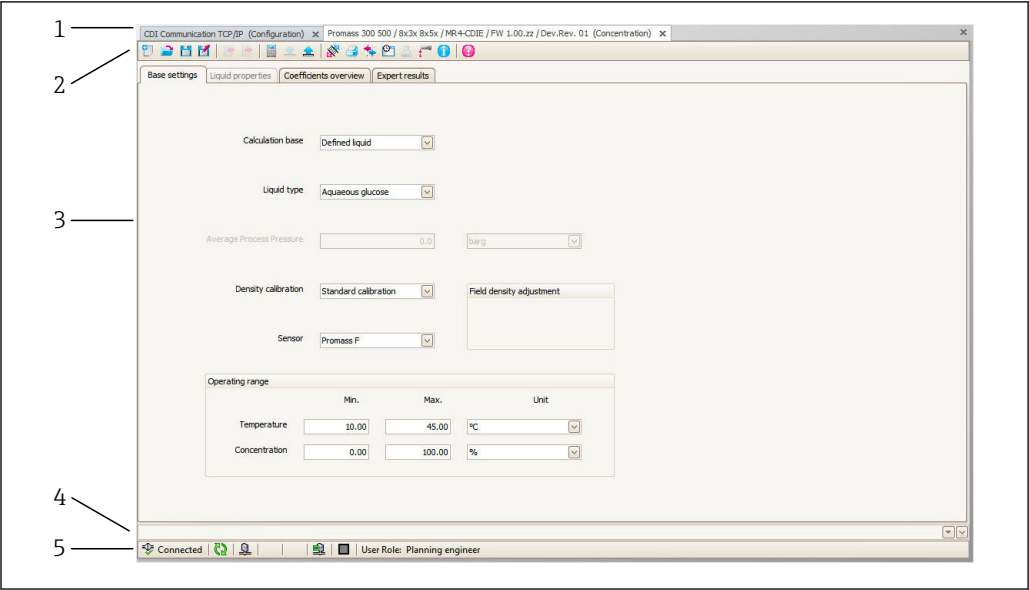 1
CDI Communication TCP/IP (Configuration) Promass 300 500 / 8x3x 8x5x / MR4-CDIE / FW 1.00.zz / Dev.Rev. 01 (Concentration)
2
Base settings Liquid properties Coefficients overview Expert results
Calculation base Defined liquid
Liquid type Aquaeous glucose
3
Average Process Pressure 0.0 barg
Density calibration Standard calibration Field density adjustment
Sensor Promass F
Operating range
Min. Max. Unit
Temperature 10.00 45.00 °C
Concentration 0.00 100.00 %
4
5
Connected User Role: Planning engineer